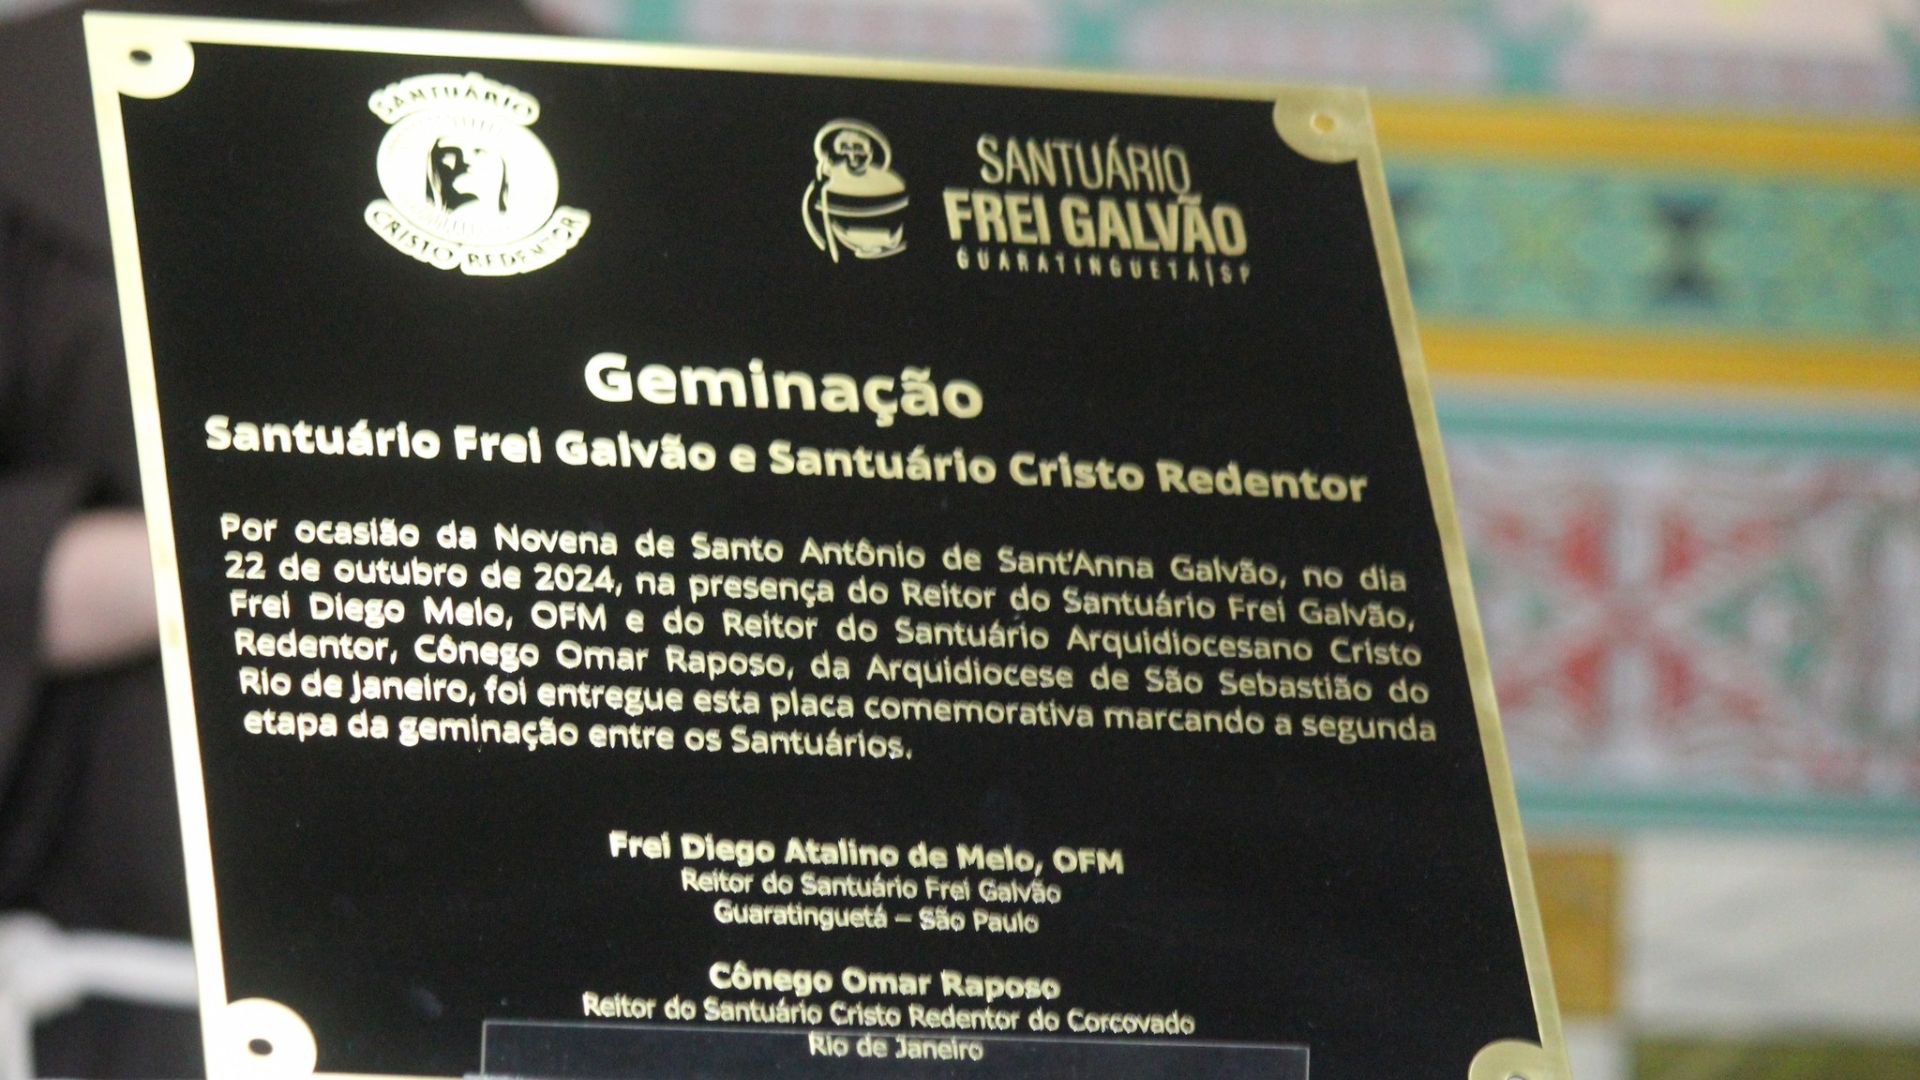 SANTUÁRIO
CRISTO REDENTOR
SANTUÁRIO
FREI GALVÃO
GUARATINGUETÁ|SP
Geminação
Santuário Frei Galvão e Santuário Cristo Redentor
Por ocasião da Novena de Santo Antônio de Sant'Anna Galvão, no dia
22 de outubro de 2024, na presença do Reitor do Santuário Frei Galvão,
Frei Diego Melo, OFM e do Reitor do Santuário Arquidiocesano Cristo
Redentor, Cônego Omar Raposo, da Arquidiocese de São Sebastião do
Rio de Janeiro, foi entregue esta placa comemorativa marcando a segunda
etapa da geminação entre os Santuários.
Frei Diego Atalino de Melo, OFM
Reitor do Santuário Frei Galvão
Guaratinguetá – São Paulo
Cônego Omar Raposo
Reitor do Santuário Cristo Redentor do Corcovado
Rio de Janeiro